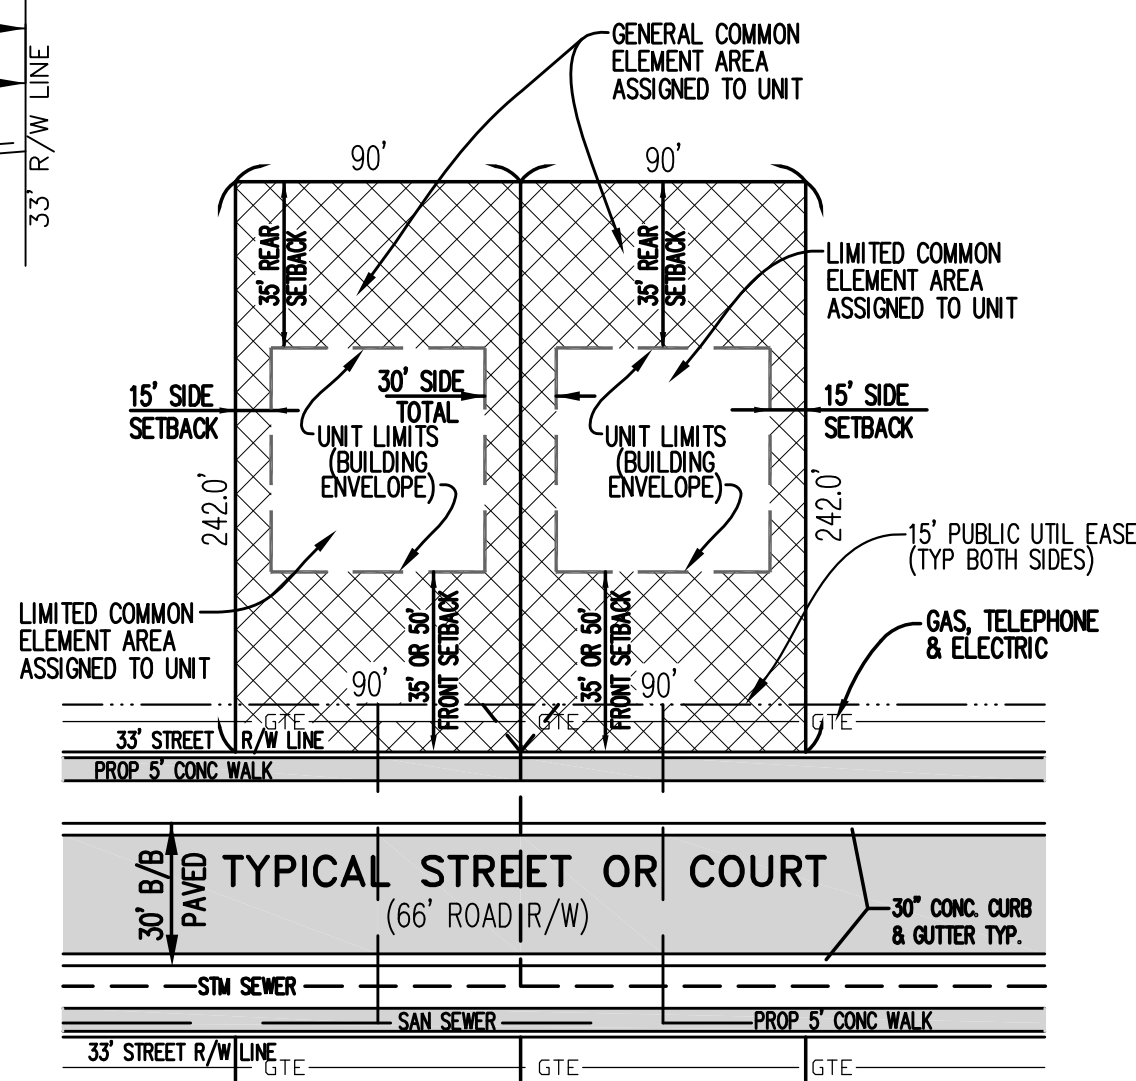 33' R/W LINE
GENERAL COMMON
ELEMENT AREA
ASSIGNED TO UNIT
90'
90'
35' REAR
SETBACK
35' REAR
SETBACK
LIMITED COMMON
ELEMENT AREA
ASSIGNED TO UNIT
15' SIDE
SETBACK
30' SIDE
TOTAL
15' SIDE
SETBACK
UNIT LIMITS
(BUILDING
ENVELOPE)
UNIT LIMITS
(BUILDING
ENVELOPE)
242.0'
242.0'
15' PUBLIC UTIL EASE
(TYP BOTH SIDES)
LIMITED COMMON
ELEMENT AREA
ASSIGNED TO UNIT
GAS, TELEPHONE
& ELECTRIC
90'
35' OR 50'
FRONT SETBACK
35' OR 50'
FRONT SETBACK
90'
GTE
GTE
GTE
33' STREET R/W LINE
PROP 5' CONC WALK
30' B/B
PAVED
TYPICAL STREET OR COURT
(66' ROAD R/W)
30" CONC. CURB
& GUTTER TYP.
STM SEWER
SAN SEWER
PROP 5' CONC WALK
33' STREET R/W LINE
GTE
GTE
GTE